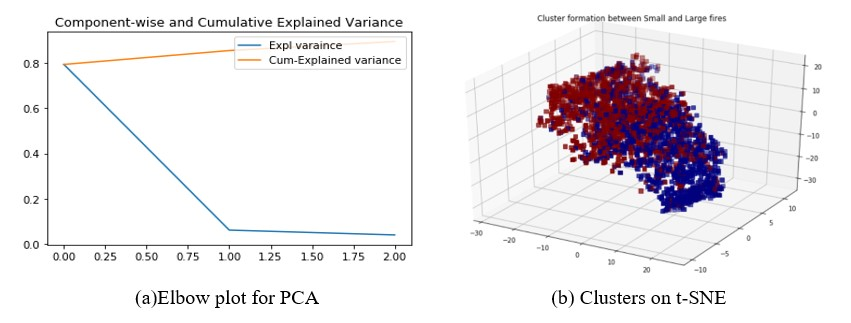 Component-wise and Cumulative Explained Variance
Expl varaince
Cum-Explained variance
0.8
0.6
0.4
0.2
0.0
0.00 0.25 0.50 0.75 1.00 1.25 1.50 1.75 2.00
(a)Elbow plot for PCA
Cluster formation between Small and Large fires
20
10
0
−10
−20
−30
−30 −20 −10 0 10 20
−10 −5 0 5 10
(b) Clusters on t-SNE